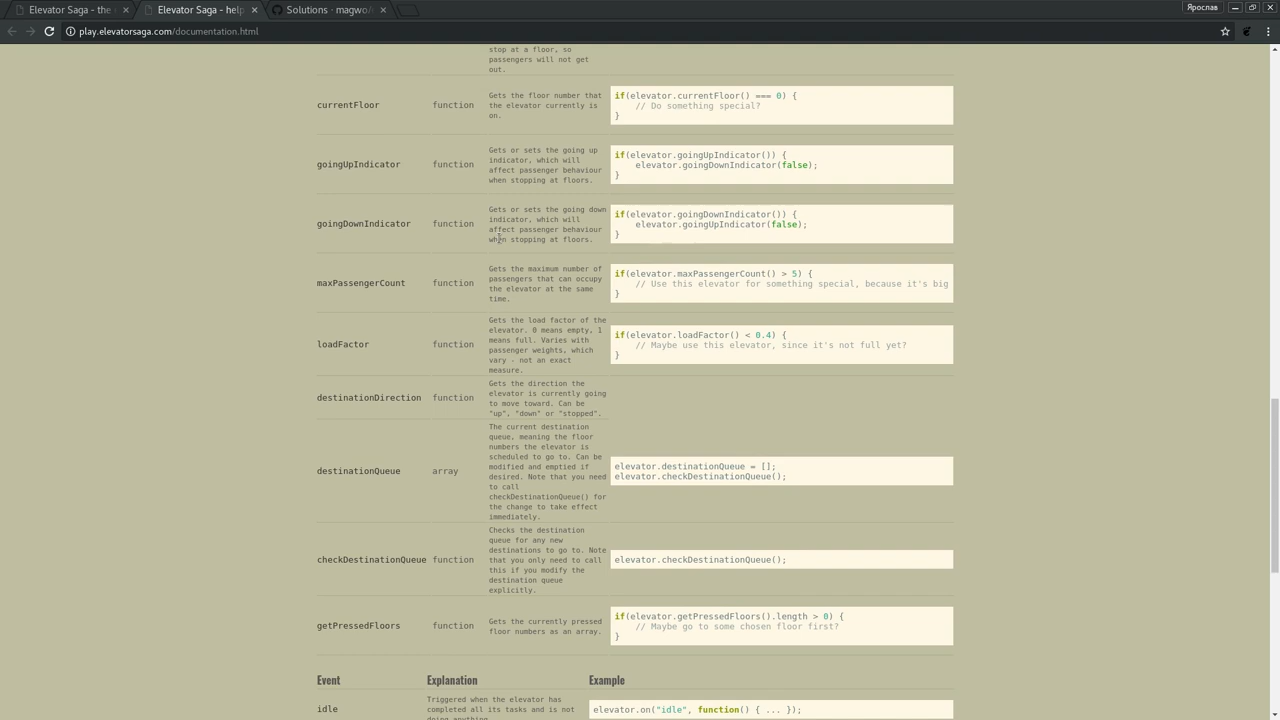 Elevator Saga - the
Elevator Saga - help
Solutions · magwo/
Ярослав
play.elevatorsaga.com/documentation.html
stop at a floor, so
passengers will not get
out.
currentFloor function
Gets the floor number that
the elevator currently is
on.
if(elevator.currentFloor() === 0) {
// Do something special?
}
goingUpIndicator function
Gets or sets the going up
indicator, which will
affect passenger behaviour
when stopping at floors.
if(elevator.goingUpIndicator()) {
elevator.goingDownIndicator(false);
}
goingDownIndicator function
Gets or sets the going down
indicator, which will
affect passenger behaviour
when stopping at floors.
if(elevator.goingDownIndicator()) {
elevator.goingUpIndicator(false);
}
maxPassengerCount function
Gets the maximum number of
passengers that can occupy
the elevator at the same
time.
if(elevator.maxPassengerCount() > 5) {
// Use this elevator for something special, because it's big
}
loadFactor function
Gets the load factor of the
elevator. 0 means empty, 1
means full. Varies with
passenger weights, which
vary - not an exact
measure.
if(elevator.loadFactor() < 0.4) {
// Maybe use this elevator, since it's not full yet?
}
destinationDirection function
Gets the direction the
elevator is currently going
to move toward. Can be
"up", "down" or "stopped".
destinationQueue array
The current destination
queue, meaning the floor
numbers the elevator is
scheduled to go to. Can be
modified and emptied if
desired. Note that you need
to call
checkDestinationQueue() for
the change to take effect
immediately.
elevator.destinationQueue = [];
elevator.checkDestinationQueue();
checkDestinationQueue function
Checks the destination
queue for any new
destinations to go to. Note
that you only need to call
this if you modify the
destination queue
explicitly.
elevator.checkDestinationQueue();
getPressedFloors function
Gets the currently pressed
floor numbers as an array.
if(elevator.getPressedFloors().length > 0) {
// Maybe go to some chosen floor first?
}
Event Explanation Example
idle
Triggered when the elevator has
completed all its tasks and is not
doing anything.
elevator.on("idle", function() { ... });